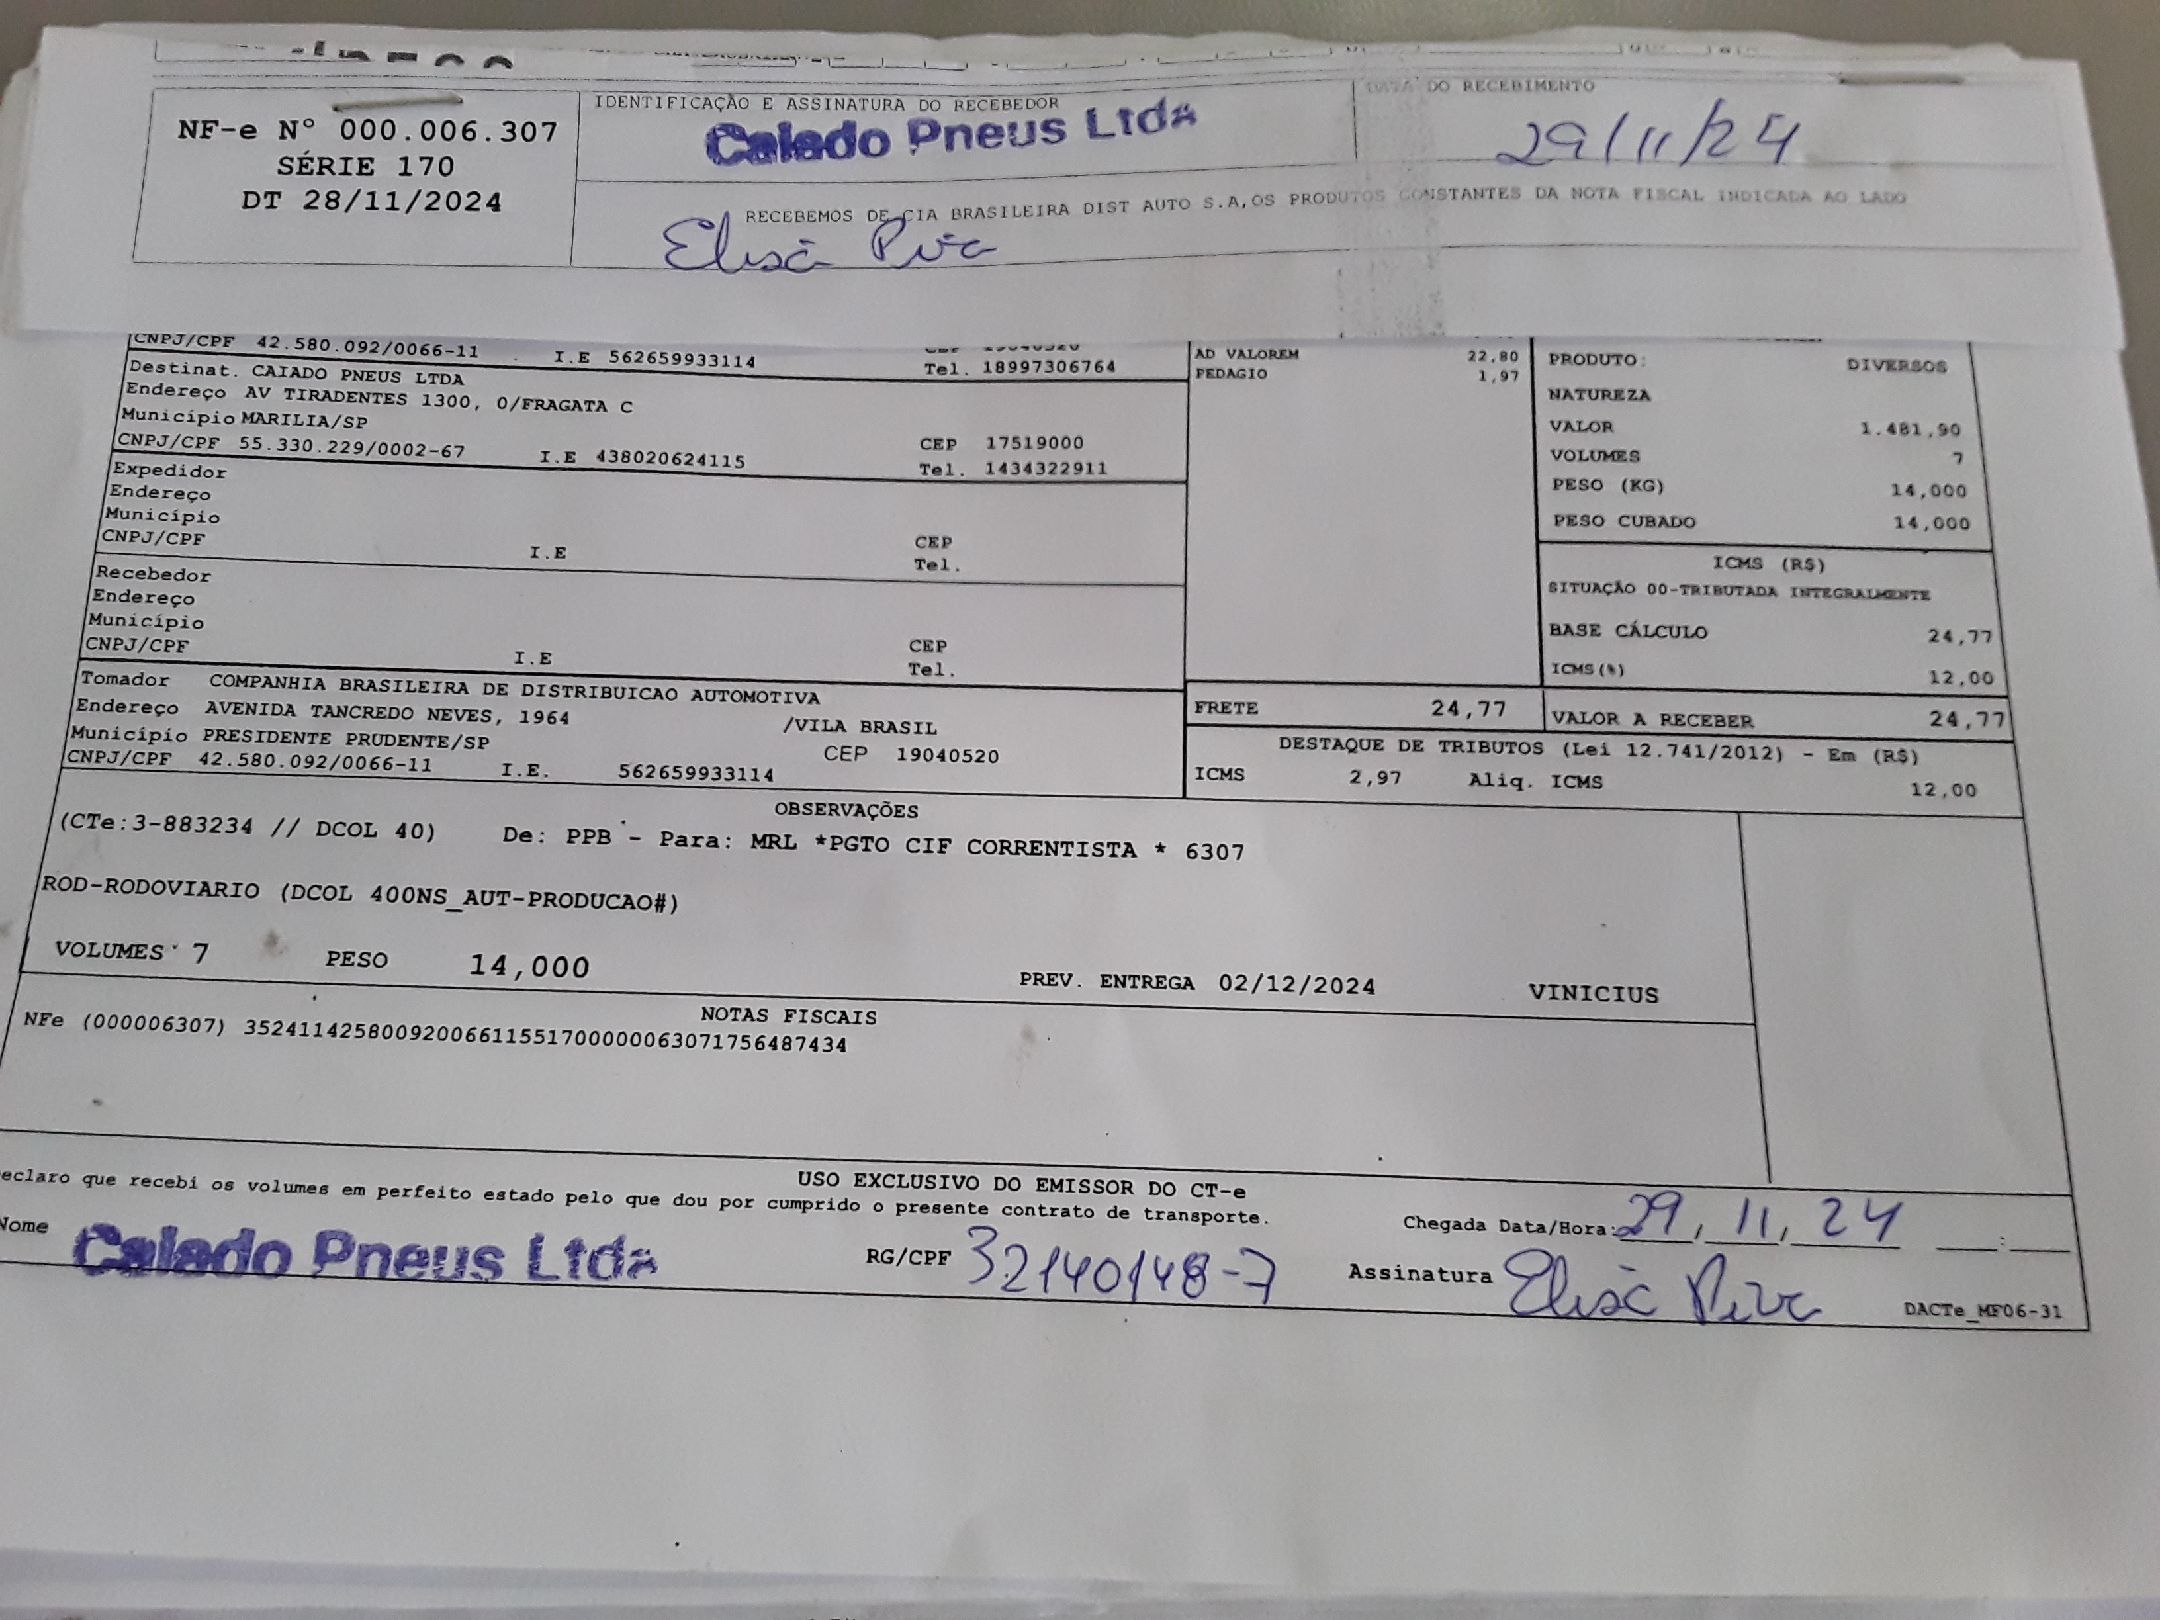 NF-e Nº 000.006.307
SÉRIE 170
DT 28/11/2024
IDENTIFICAÇÃO E ASSINATURA DO RECEBEDOR
Caiado Pneus Ltda
DATA DO RECEBIMENTO
29/11/24
RECEBEMOS DE CIA BRASILEIRA DIST AUTO S.A,OS PRODUTOS CONSTANTES DA NOTA FISCAL INDICADA AO LADO
Elisa
CNPJ/CPF 42.580.092/0066-11 I.E 562659933114 Tel. 18997306764
Destinat. CAIADO PNEUS LTDA
Endereço AV TIRADENTES 1300, 0/FRAGATA C
Município MARILIA/SP CEP 17519000
CNPJ/CPF 55.330.229/0002-67 I.E 438020624115 Tel. 1434322911
Expedidor
Endereço
Município CEP
CNPJ/CPF I.E Tel.
Recebedor
Endereço
Município CEP
CNPJ/CPF I.E Tel.
Tomador COMPANHIA BRASILEIRA DE DISTRIBUICAO AUTOMOTIVA
Endereço AVENIDA TANCREDO NEVES, 1964 /VILA BRASIL
Município PRESIDENTE PRUDENTE/SP CEP 19040520
CNPJ/CPF 42.580.092/0066-11 I.E. 562659933114
AD VALOREM 22,80
PEDAGIO 1,97
PRODUTO: DIVERSOS
NATUREZA
VALOR 1.481,90
VOLUMES 7
PESO (KG) 14,000
PESO CUBADO 14,000
ICMS (R$)
SITUAÇÃO 00-TRIBUTADA INTEGRALMENTE
BASE CÁLCULO 24,77
ICMS(%) 12,00
FRETE 24,77 VALOR A RECEBER 24,77
DESTAQUE DE TRIBUTOS (Lei 12.741/2012) - Em (R$)
ICMS 2,97 Aliq. ICMS 12,00
OBSERVAÇÕES
(CTe:3-883234 // DCOL 40) De: PPB - Para: MRL *PGTO CIF CORRENTISTA * 6307
ROD-RODOVIARIO (DCOL 400NS_AUT-PRODUCAO#)
VOLUMES 7 PESO 14,000 PREV. ENTREGA 02/12/2024 VINICIUS
NOTAS FISCAIS
NFe (000006307) 35241142580092006611551700000063071756487434
USO EXCLUSIVO DO EMISSOR DO CT-e
eclaro que recebi os volumes em perfeito estado pelo que dou por cumprido o presente contrato de transporte.
Chegada Data/Hora: 29, 11, 24 :
Nome Caiado Pneus Ltda RG/CPF 32140148-7 Assinatura Elisa
DACTe_MF06-31